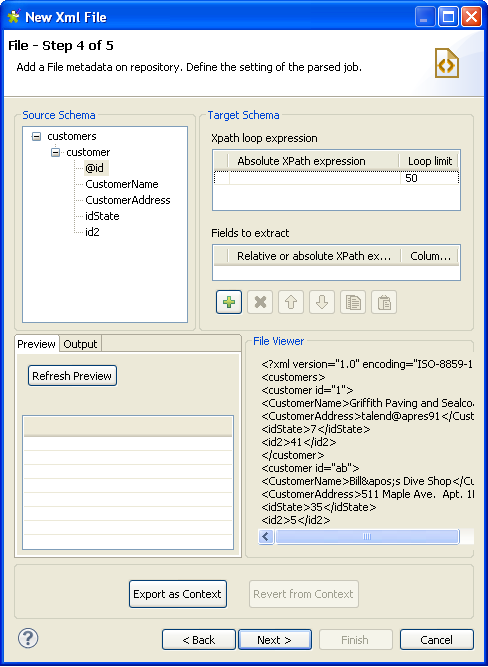 New Xml File
File - Step 4 of 5
Add a File metadata on repository. Define the setting of the parsed job.
Source Schema
customers
customer
@id
CustomerName
CustomerAddress
idState
id2
Target Schema
Xpath loop expression
Absolute XPath expression Loop limit
50
Fields to extract
Relative or absolute XPath ex... Colum...
Preview Output
Refresh Preview
File Viewer
<?xml version="1.0" encoding="ISO-8859-1
<customers>
<customer id="1">
<CustomerName>Griffith Paving and Sealco
<CustomerAddress>talend@apres91</Cus
<idState>7</idState>
<id2>41</id2>
</customer>
<customer id="ab">
<CustomerName>Bill&apos;s Dive Shop</Cu
<CustomerAddress>511 Maple Ave.  Apt. 1
<idState>35</idState>
<id2>5</id2>
Export as Context Revert from Context
? < Back Next > Finish Cancel